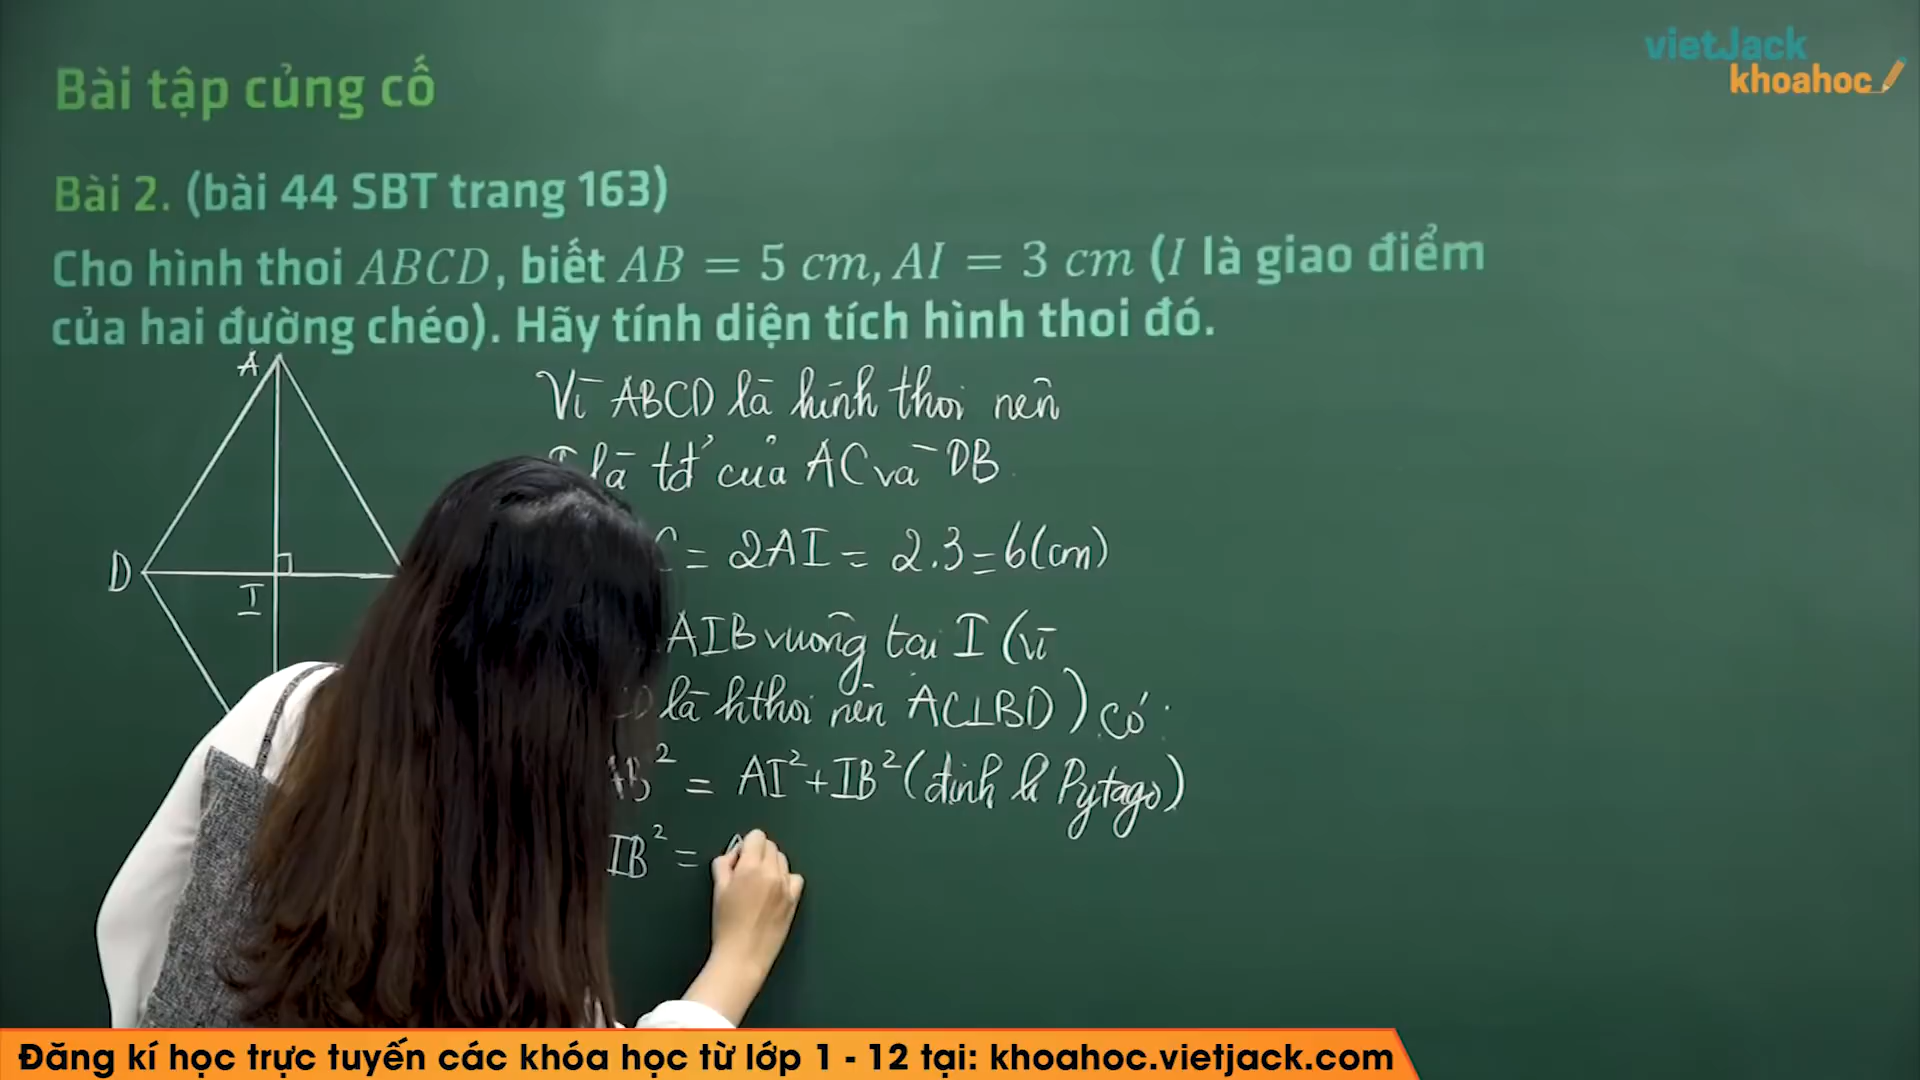 vietJack
khoahoc
Bài tập củng cố
Bài 2. (bài 44 SBT trang 163)
Cho hình thoi ABCD, biết AB = 5 cm, AI = 3 cm (I là giao điểm
của hai đường chéo). Hãy tính diện tích hình thoi đó.
A
D
I
Vì ABCD là hình thoi nên
là tđ' của AC và DB
= 2AI = 2.3 = 6(cm)
AIB vuông tại I (vì
là hthoi nên AC⊥BD) có:
AB² = AI² + IB² (định lí Pytago)
IB² =
Đăng kí học trực tuyến các khóa học từ lớp 1 - 12 tại: khoahoc.vietjack.com